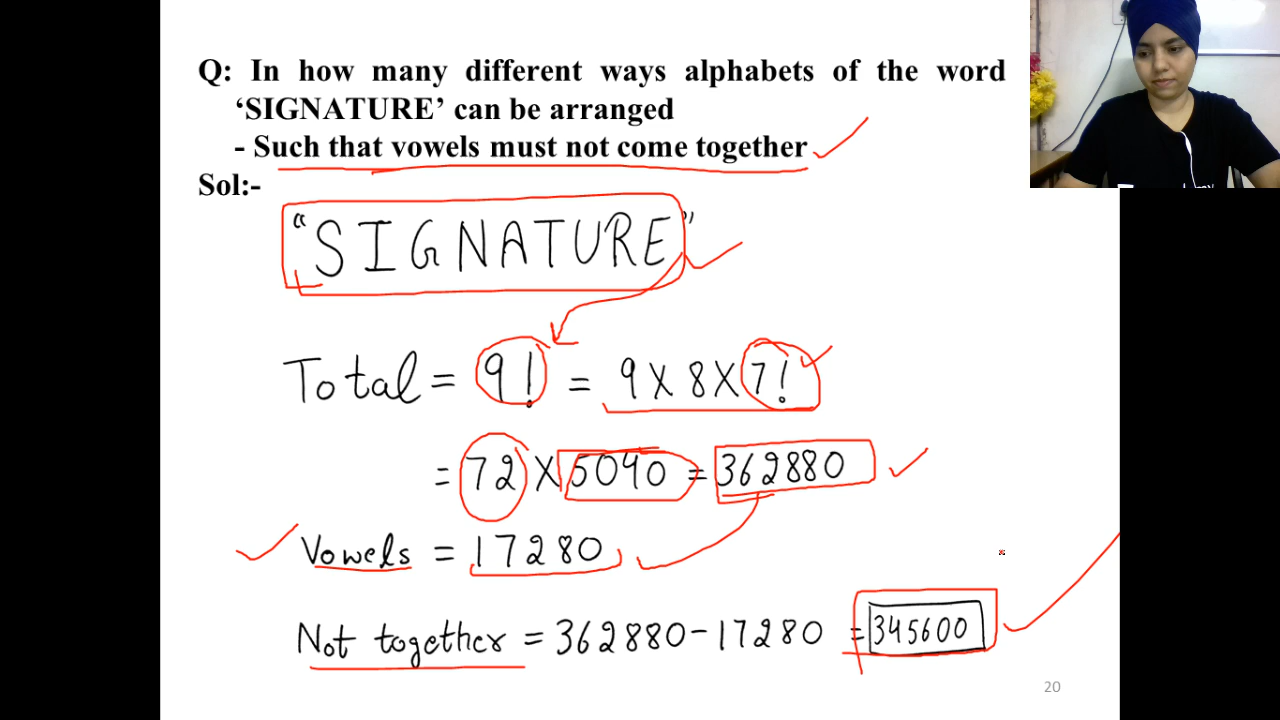 Q: In how many different ways alphabets of the word
‘SIGNATURE’ can be arranged
- Such that vowels must not come together
Sol:-
"SIGNATURE"
Total = 9! = 9 X 8 X 7!
= 72 X 5040 = 362880
Vowels = 17280
Not together = 362880-17280 = 345600
20